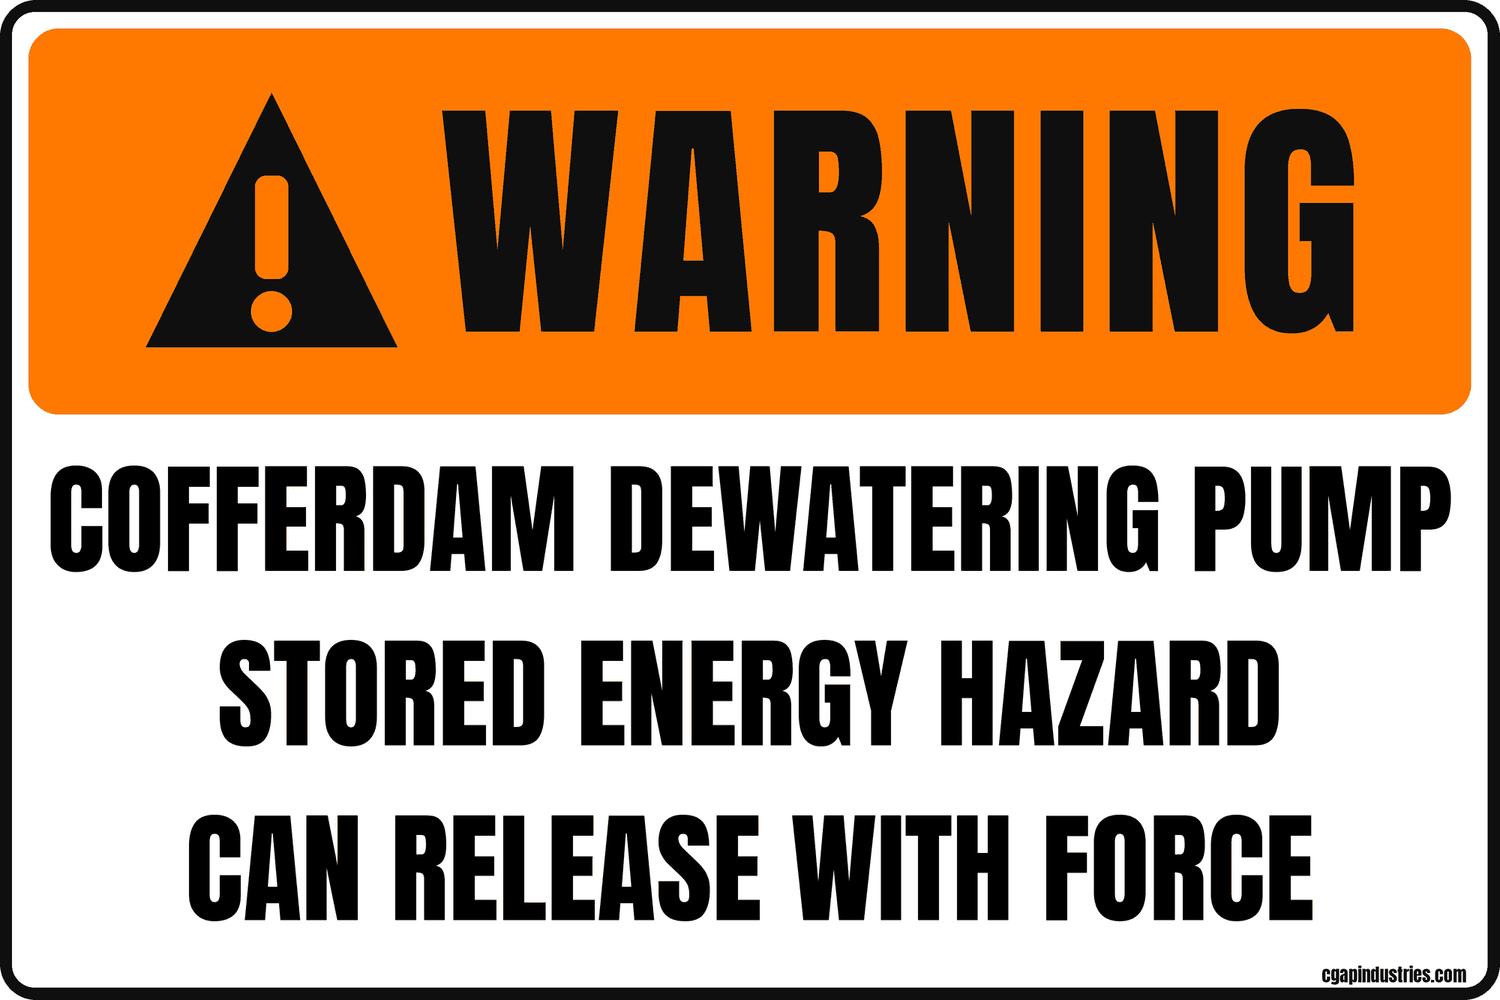 WARNING
COFFERDAM DEWATERING PUMP
STORED ENERGY HAZARD
CAN RELEASE WITH FORCE
cgapindustries.com